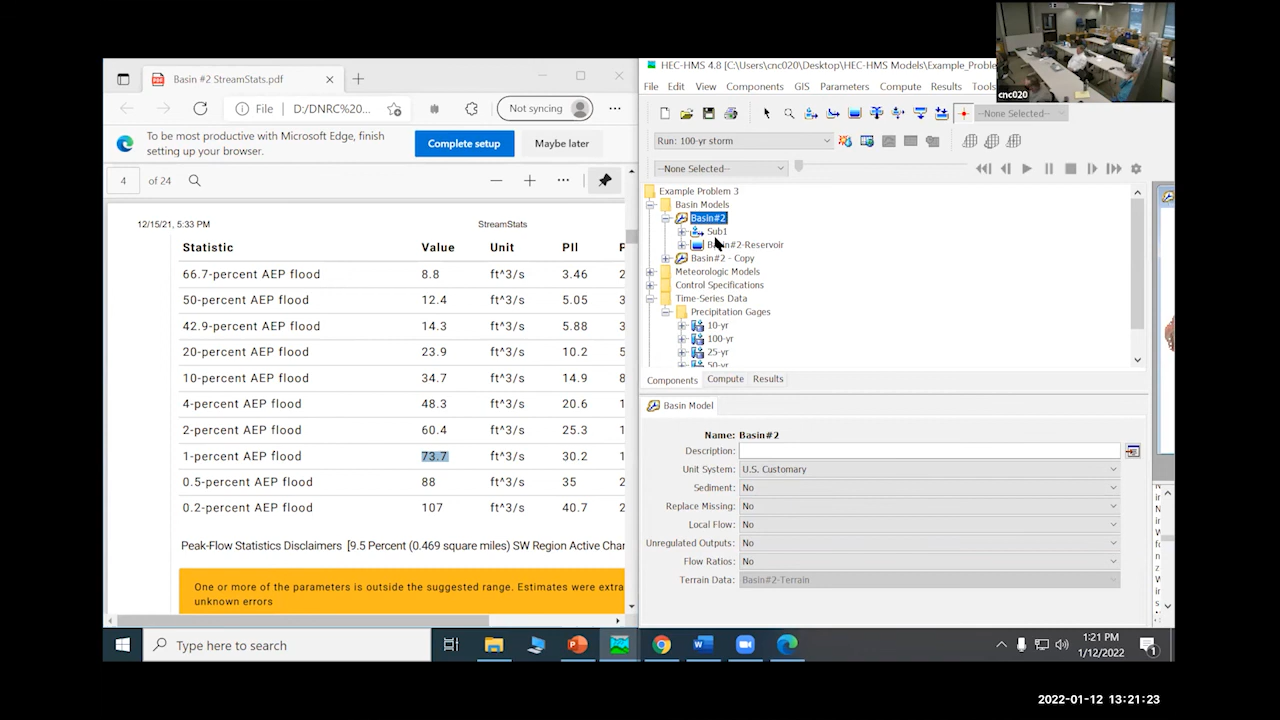 cnc020
Basin #2 StreamStats.pdf
File
D:/DNRC%20...
Not syncing
To be most productive with Microsoft Edge, finish
setting up your browser.
Complete setup
Maybe later
4 of 24
12/15/21, 5:33 PM
StreamStats
Statistic Value Unit PII P
66.7-percent AEP flood 8.8 ft^3/s 3.46 2
50-percent AEP flood 12.4 ft^3/s 5.05 3
42.9-percent AEP flood 14.3 ft^3/s 5.88 3
20-percent AEP flood 23.9 ft^3/s 10.2 5
10-percent AEP flood 34.7 ft^3/s 14.9 8
4-percent AEP flood 48.3 ft^3/s 20.6 1
2-percent AEP flood 60.4 ft^3/s 25.3 1
1-percent AEP flood 73.7 ft^3/s 30.2 1
0.5-percent AEP flood 88 ft^3/s 35 2
0.2-percent AEP flood 107 ft^3/s 40.7 2
Peak-Flow Statistics Disclaimers [9.5 Percent (0.469 square miles) SW Region Active Chan
One or more of the parameters is outside the suggested range. Estimates were extra
unknown errors
HEC-HMS 4.8 [C:\Users\cnc020\Desktop\HEC-HMS Models\Example_Proble
File Edit View Components GIS Parameters Compute Results Tools
--None Selected--
Run: 100-yr storm
--None Selected--
Example Problem 3
Basin Models
Basin#2
Sub1
Basin#2-Reservoir
Basin#2 - Copy
Meteorologic Models
Control Specifications
Time-Series Data
Precipitation Gages
10-yr
100-yr
25-yr
50-yr
Components Compute Results
Basin Model
Name: Basin#2
Description:
Unit System: U.S. Customary
Sediment: No
Replace Missing: No
Local Flow: No
Unregulated Outputs: No
Flow Ratios: No
Terrain Data: Basin#2-Terrain
Type here to search
1:21 PM
1/12/2022
1
2022-01-12 13:21:23